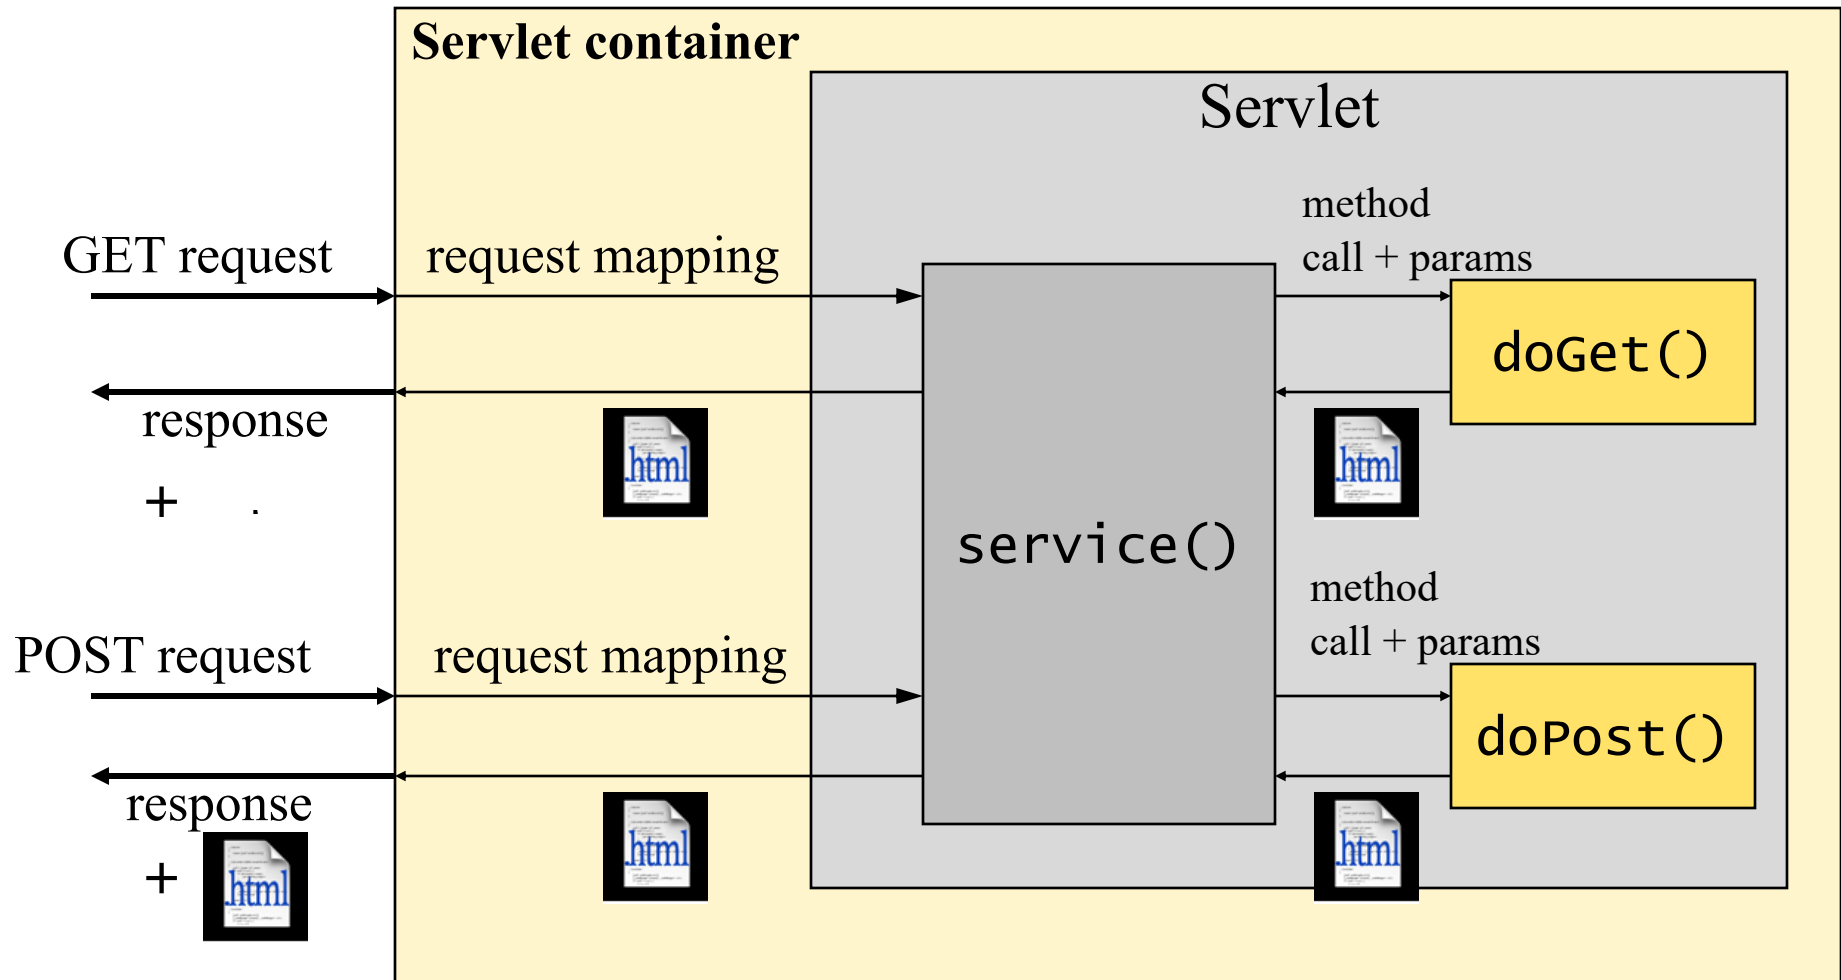 Servlet container
Servlet
method
call + params
GET request
request mapping
doGet()
response
.html
.html
+ .
service()
method
call + params
POST request
request mapping
doPost()
response
.html
.html
+
.html